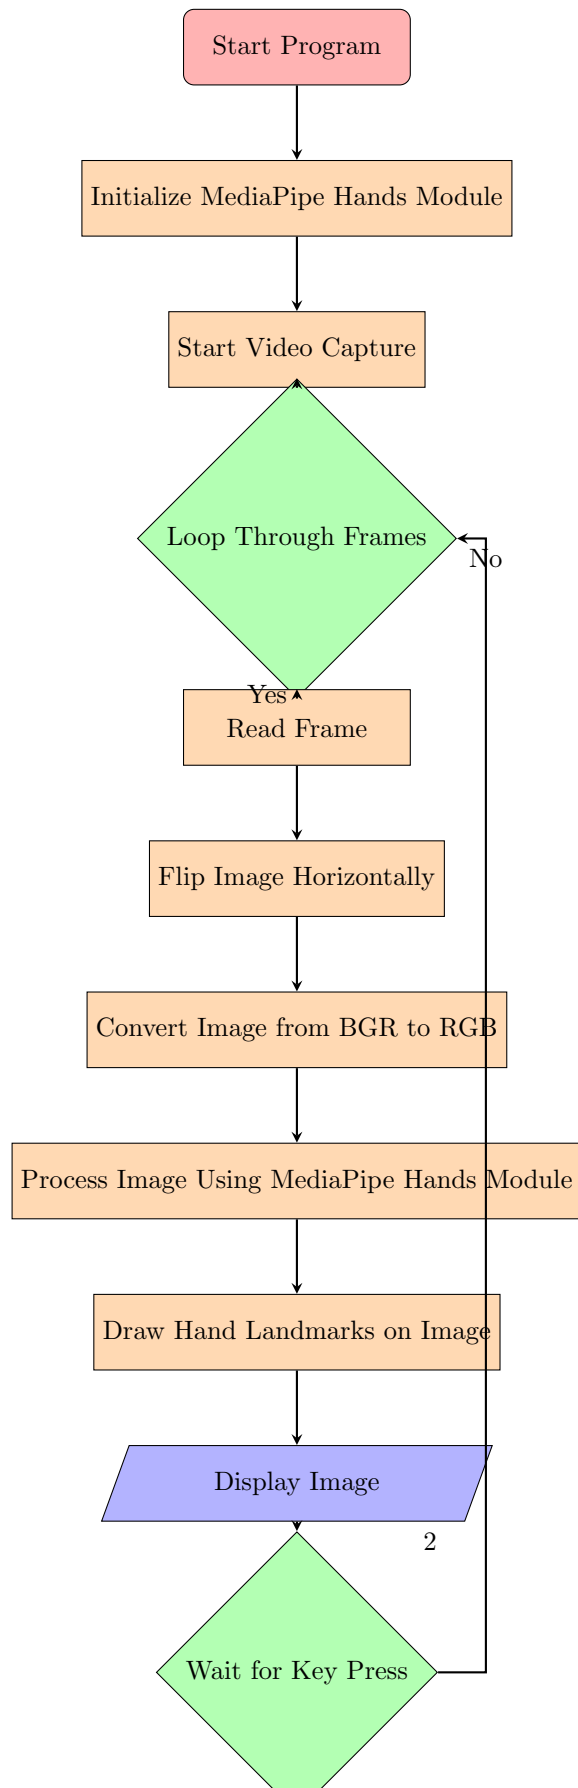 Start Program
Initialize MediaPipe Hands Module
Start Video Capture
Loop Through Frames
No
Yes
Read Frame
Flip Image Horizontally
Convert Image from BGR to RGB
Process Image Using MediaPipe Hands Module
Draw Hand Landmarks on Image
Display Image
2
Wait for Key Press